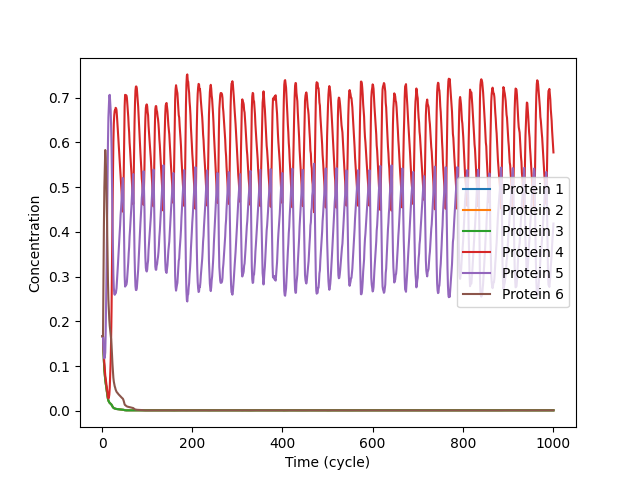 0.7
0.6
0.5
0.4
0.3
0.2
0.1
0.0
Concentration
0
200
400
600
800
1000
Time (cycle)
Protein 1
Protein 2
Protein 3
Protein 4
Protein 5
Protein 6